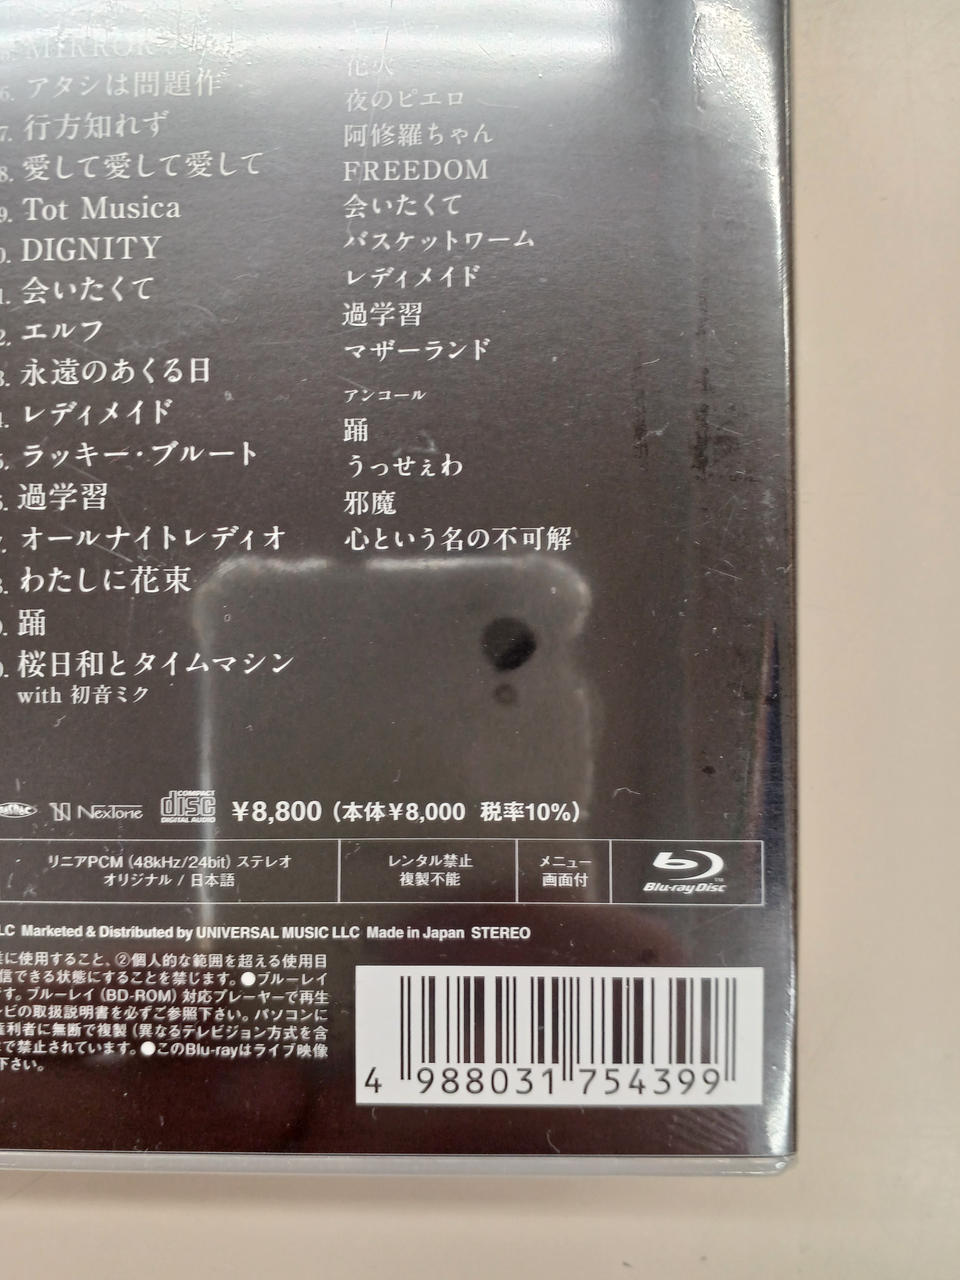 MIRROR
6. アタシは問題作
7. 行方知れず
8. 愛して愛して愛して
9. Tot Musica
0. DIGNITY
1. 会いたくて
2. エルフ
3. 永遠のあくる日
4. レディメイド
5. ラッキー・ブルート
6. 過学習
7. オールナイトレディオ
8. わたしに花束
9. 踊
0. 桜日和とタイムマシン
with 初音ミク
花火
夜のピエロ
阿修羅ちゃん
FREEDOM
会いたくて
バスケットワーム
レディメイド
過学習
マザーランド
アンコール
踊
うっせぇわ
邪魔
心という名の不可解
NexTone COMPACT disc DIGITAL AUDIO ¥8,800 (本体¥8,000 税率10%)
リニアPCM (48kHz/24bit) ステレオ
オリジナル / 日本語
レンタル禁止
複製不能
メニュー
画面付
Blu-ray Disc
LC Marketed & Distributed by UNIVERSAL MUSIC LLC Made in Japan STEREO
に使用すること、②個人的な範囲を超える使用目
信できる状態にすることを禁じます。●ブルーレイ
です。ブルーレイ(BD-ROM)対応プレーヤーで再生
ビの取扱説明書を必ずご参照下さい。パソコンに
権利者に無断で複製(異なるテレビジョン方式を含
で禁止されています。●このBlu-rayはライブ映像
下さい。
4 988031 754399